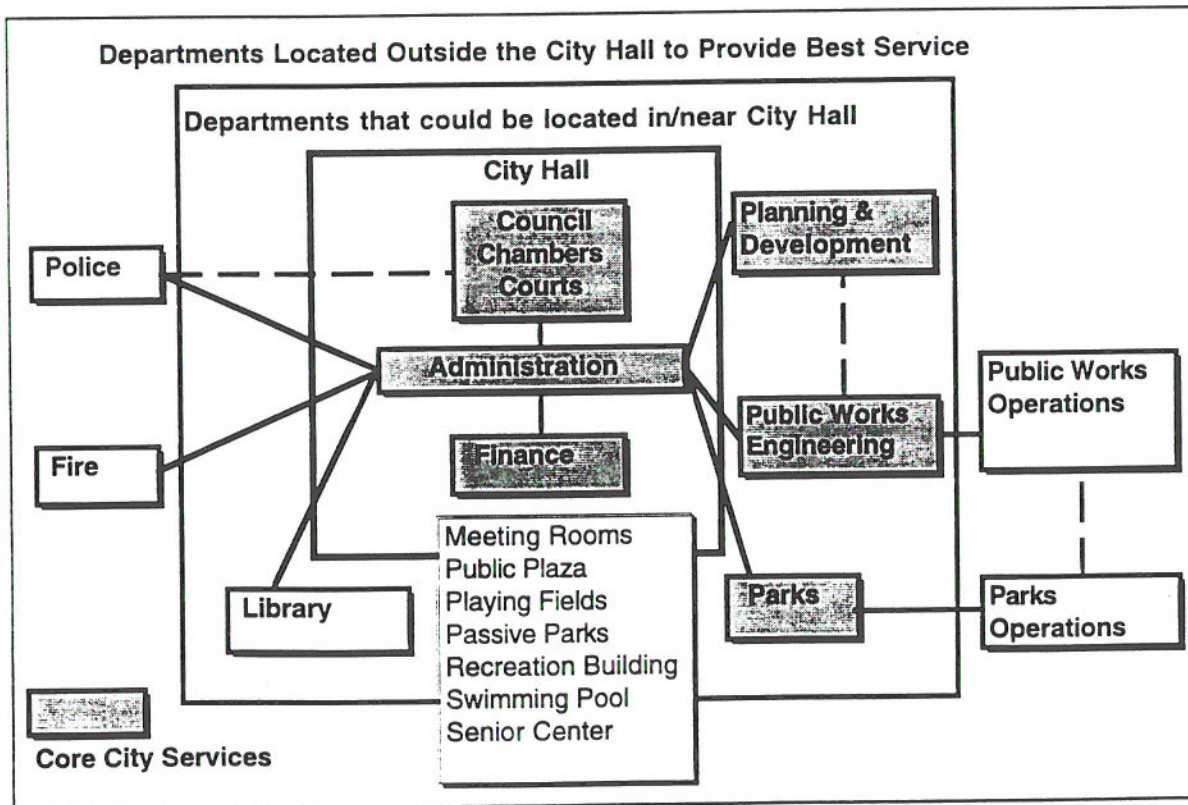 Departments Located Outside the City Hall to Provide Best Service
Departments that could be located in/near City Hall
City Hall
Council
Chambers
Courts
Planning &
Development
Police
Administration
Public Works
Operations
Public Works
Engineering
Finance
Fire
Meeting Rooms
Public Plaza
Playing Fields
Passive Parks
Recreation Building
Swimming Pool
Senior Center
Library
Parks
Parks
Operations
Core City Services